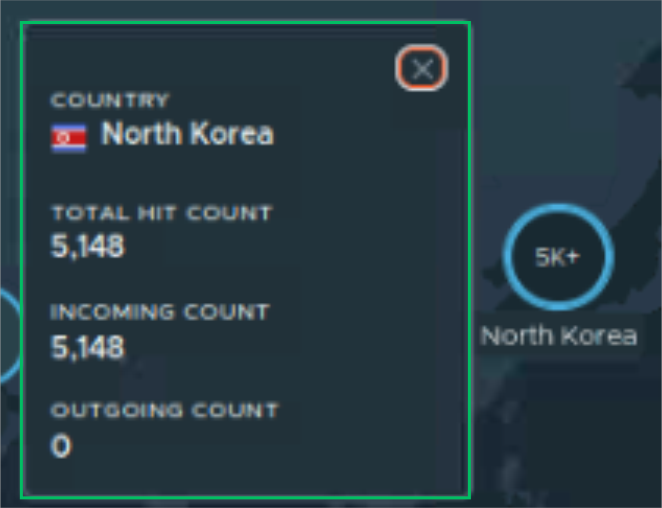 COUNTRY
North Korea
TOTAL HIT COUNT
5,148
INCOMING COUNT
5,148
OUTGOING COUNT
0
5K+
North Korea